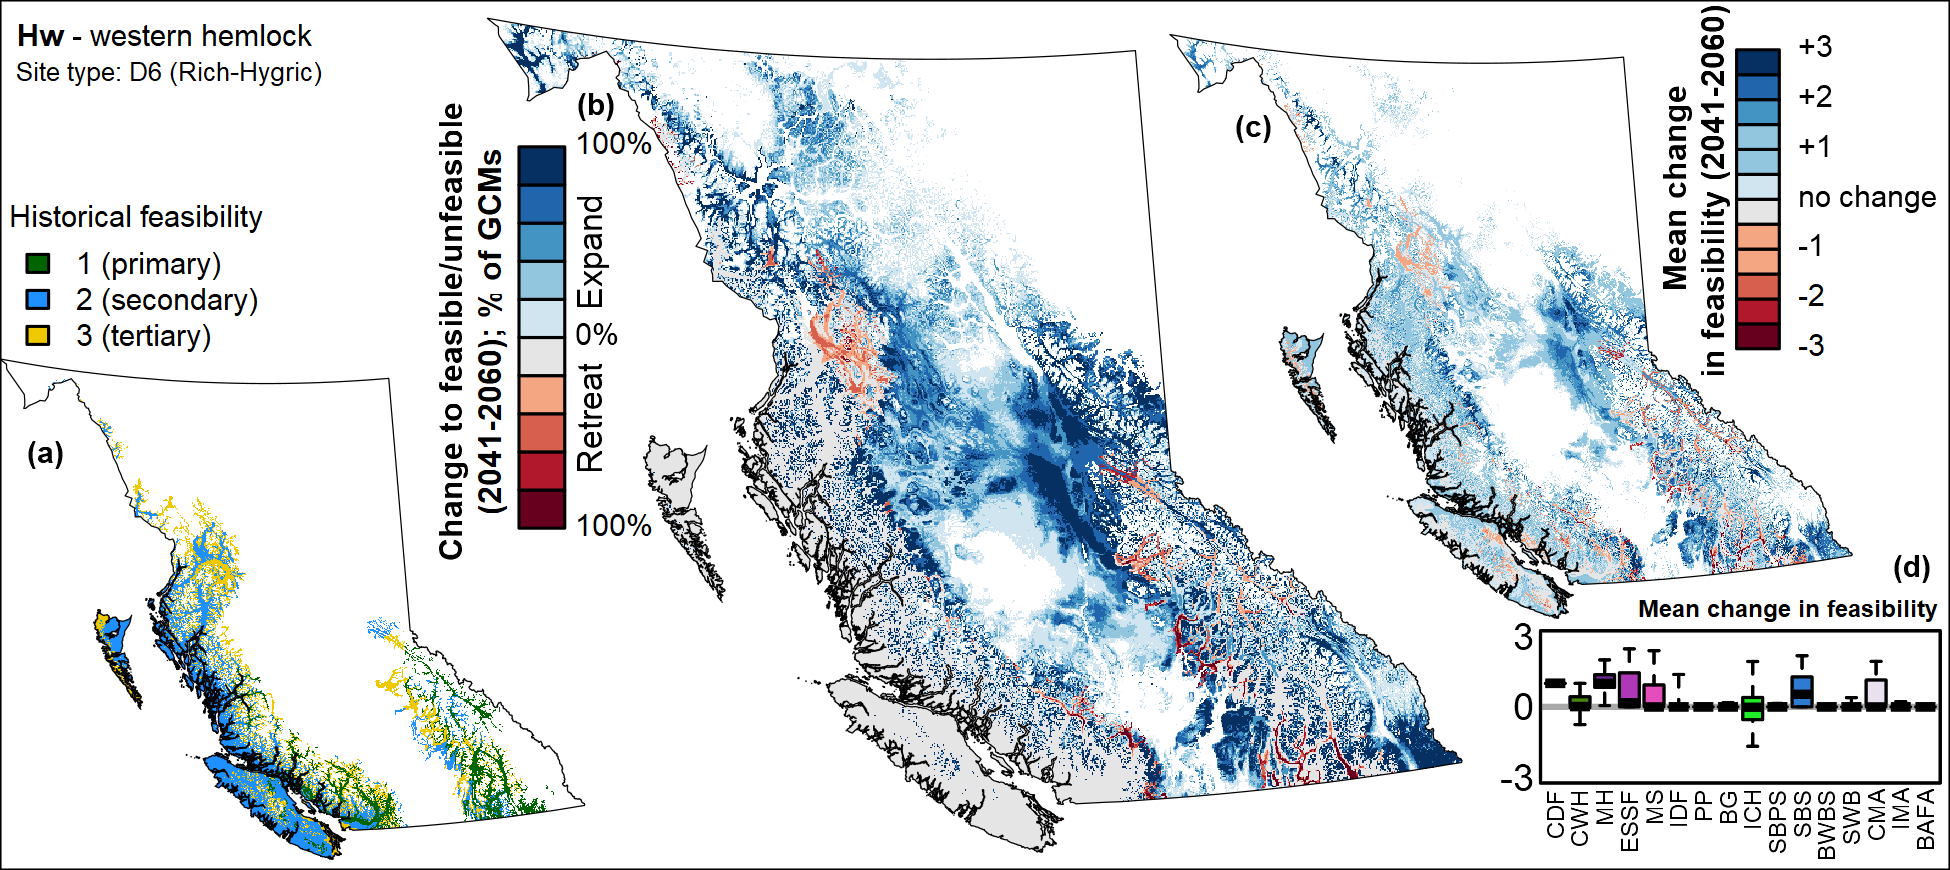 Hw - western hemlock
Site type: D6 (Rich-Hygric)
Historical feasibility
1 (primary)
2 (secondary)
3 (tertiary)
(a)
(b)
Change to feasible/unfeasible
(2041-2060); % of GCMs
100%
Expand
0%
Retreat
100%
(c)
Mean change
in feasibility (2041-2060)
+3
+2
+1
no change
-1
-2
-3
(d)
Mean change in feasibility
3
0
-3
CDF
CWH
MH
ESSF
MS
IDF
PP
BG
ICH
SBPS
SBS
BWBS
SWB
CMA
IMA
BAFA